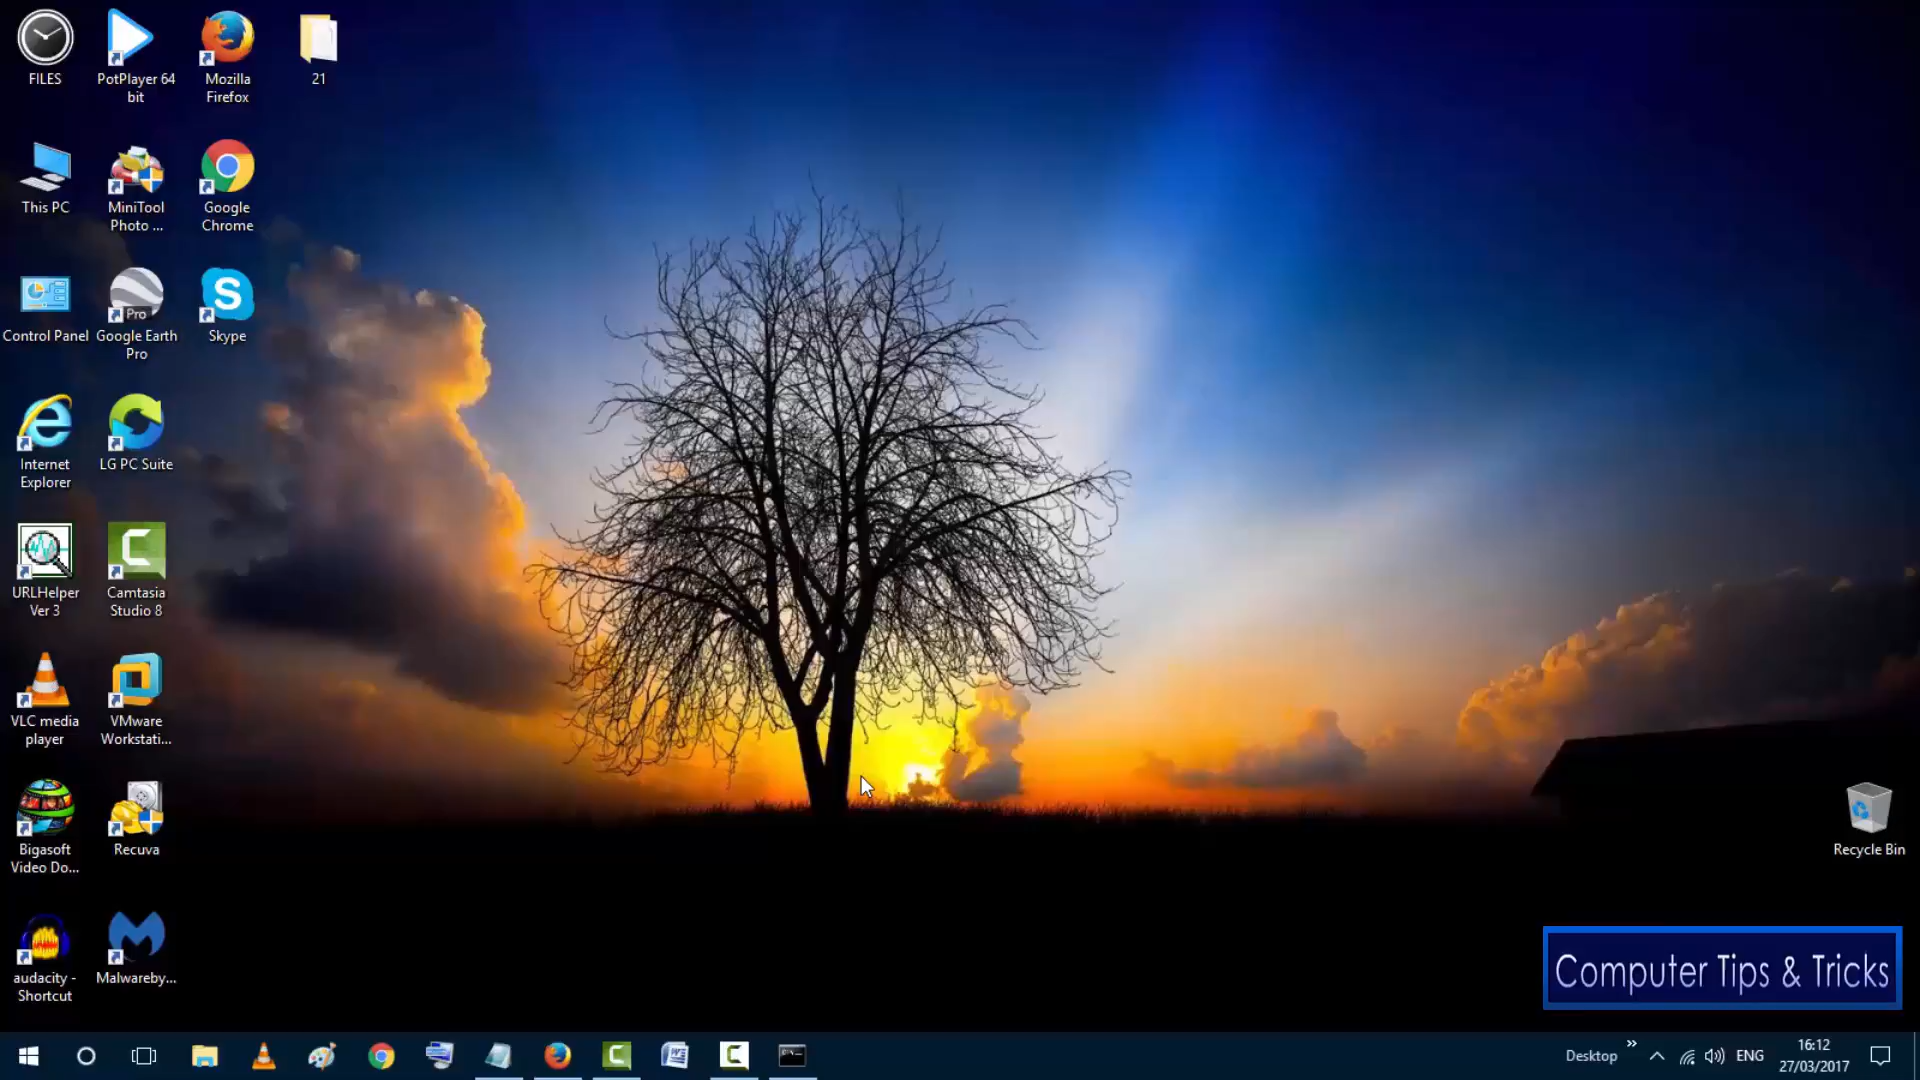 FILES
PotPlayer 64
bit
Mozilla
Firefox
21
This PC
MiniTool
Photo ...
Google
Chrome
Control Panel
Pro
Google Earth
Pro
Skype
Internet
Explorer
LG PC Suite
URLHelper
Ver 3
Camtasia
Studio 8
VLC media
player
VMware
Workstati...
Bigasoft
Video Do...
Recuva
Recycle Bin
audacity -
Shortcut
Malwareby...
Computer Tips & Tricks
Desktop
ENG
16:12
27/03/2017